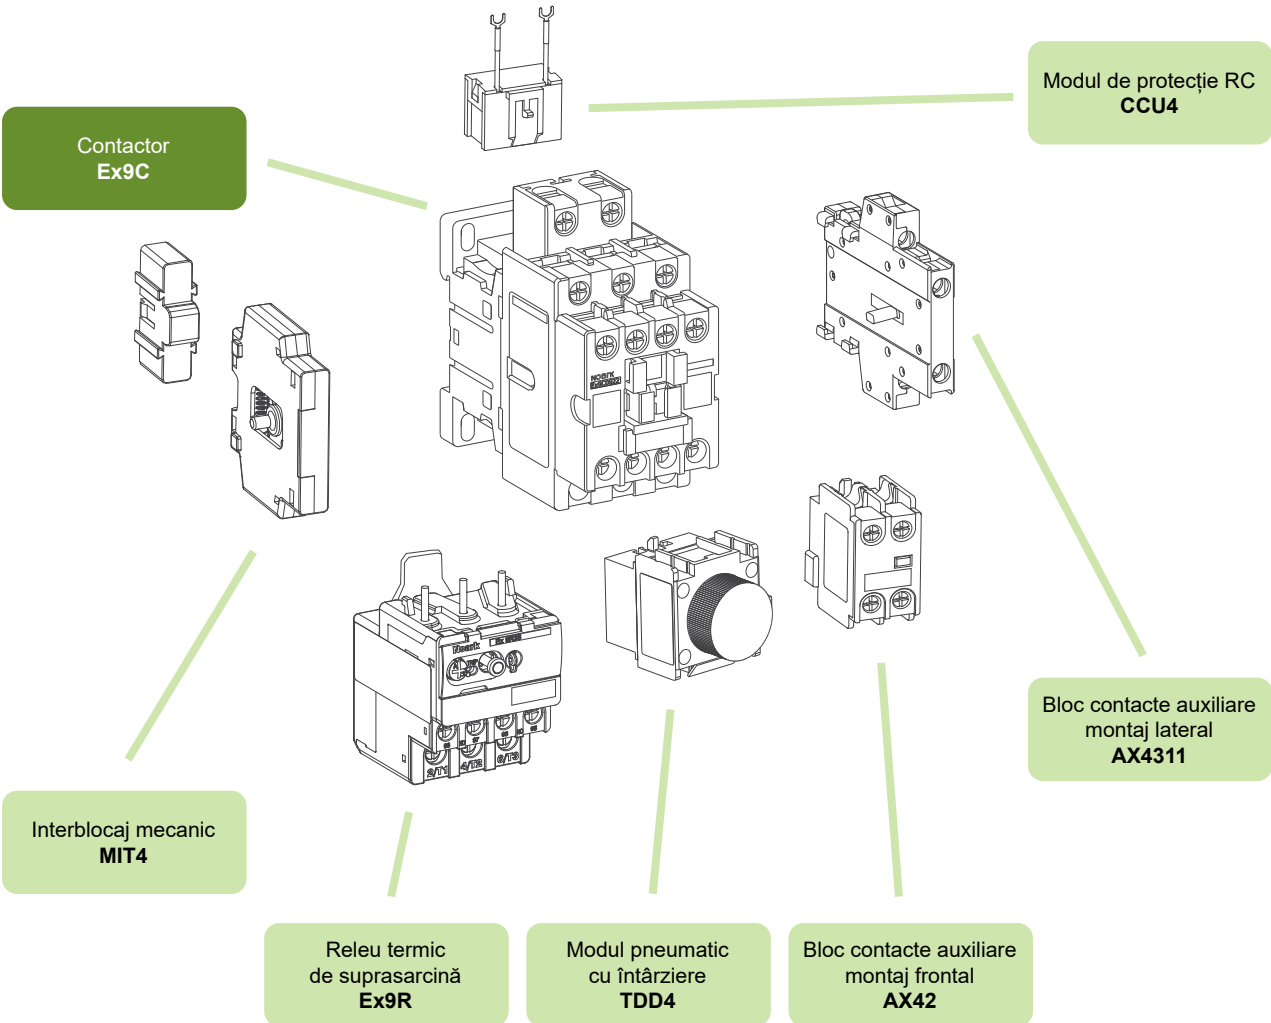 Modul de protecție RC
CCU4
Contactor
Ex9C
NOARK
Noark
2/T1 4/T2 6/T3
Bloc contacte auxiliare
montaj lateral
AX4311
Interblocaj mecanic
MIT4
Releu termic
de suprasarcină
Ex9R
Modul pneumatic
cu întârziere
TDD4
Bloc contacte auxiliare
montaj frontal
AX42